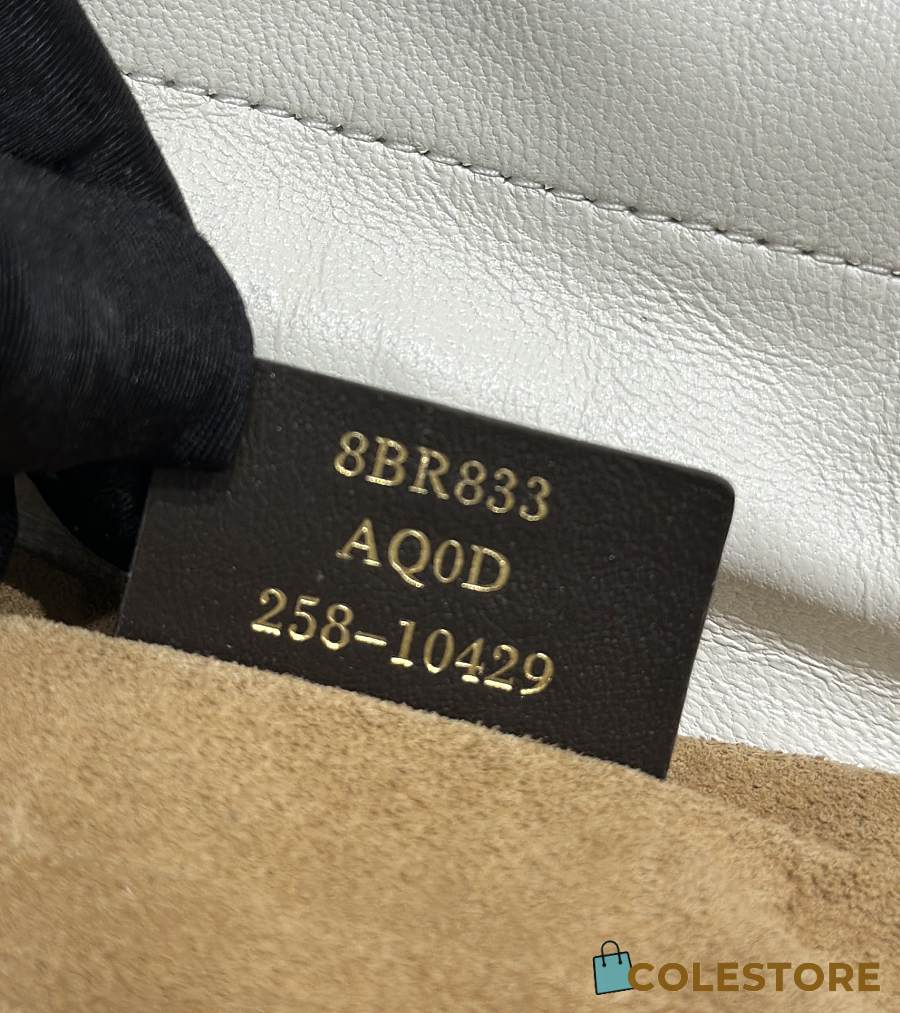 8BR833
AQ0D
258-10429
COLESTORE